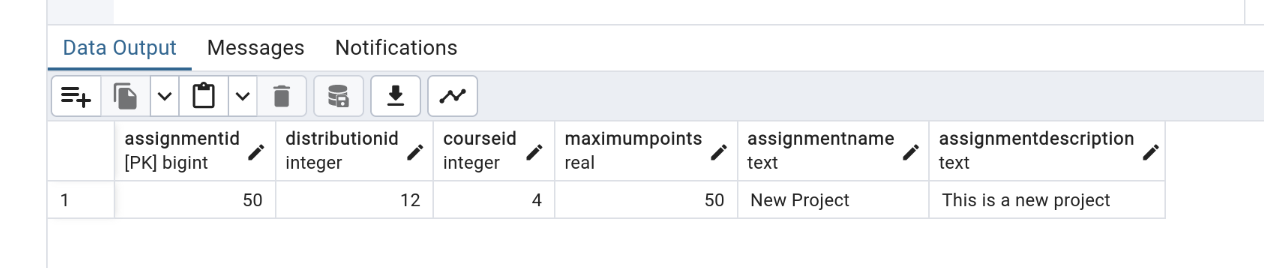 Data Output Messages Notifications
assignmentid distributionid courseid maximumpoints assignmentname assignmentdescription
[PK] bigint integer integer real text text
1 50 12 4 50 New Project This is a new project